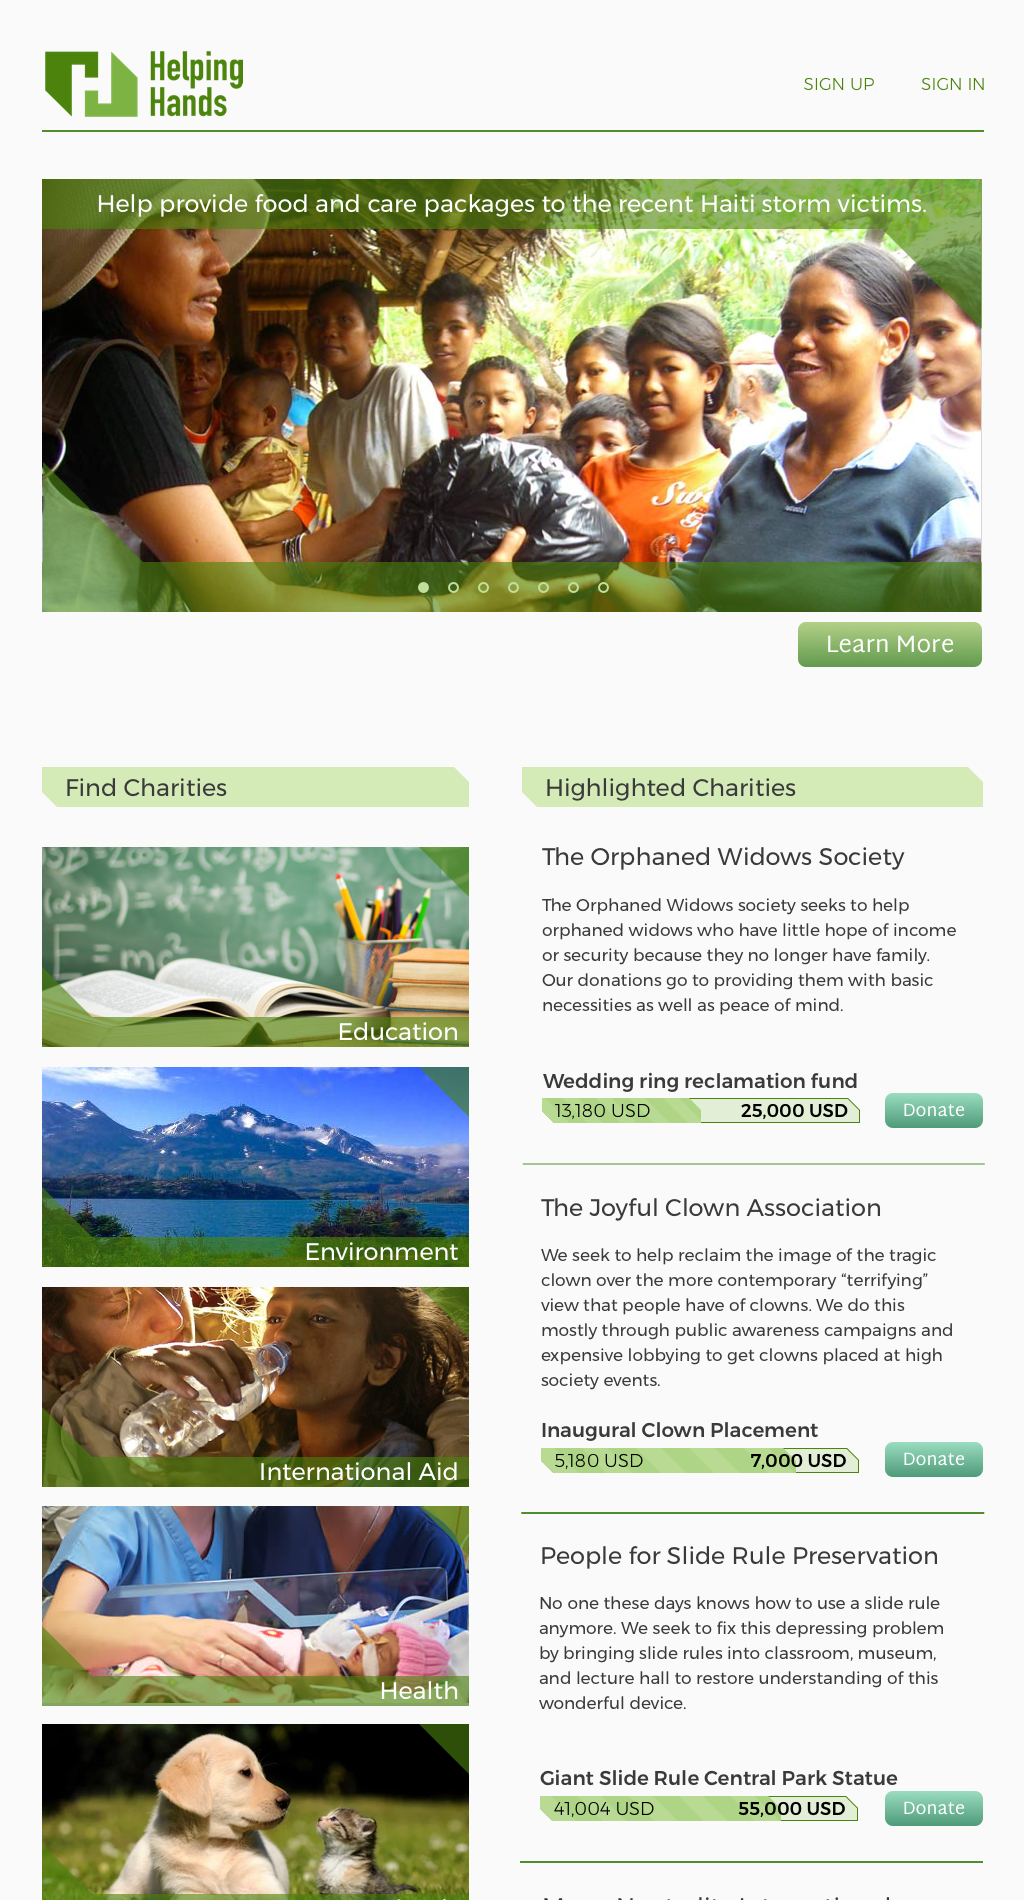 Helping
Hands
SIGN UP
SIGN IN
Help provide food and care packages to the recent Haiti storm victims.
Learn More
Find Charities
Education
Environment
International Aid
Health
Highlighted Charities
The Orphaned Widows Society
The Orphaned Widows society seeks to help
orphaned widows who have little hope of income
or security because they no longer have family.
Our donations go to providing them with basic
necessities as well as peace of mind.
Wedding ring reclamation fund
13,180 USD
25,000 USD
Donate
The Joyful Clown Association
We seek to help reclaim the image of the tragic
clown over the more contemporary “terrifying”
view that people have of clowns. We do this
mostly through public awareness campaigns and
expensive lobbying to get clowns placed at high
society events.
Inaugural Clown Placement
5,180 USD
7,000 USD
Donate
People for Slide Rule Preservation
No one these days knows how to use a slide rule
anymore. We seek to fix this depressing problem
by bringing slide rules into classroom, museum,
and lecture hall to restore understanding of this
wonderful device.
Giant Slide Rule Central Park Statue
41,004 USD
55,000 USD
Donate